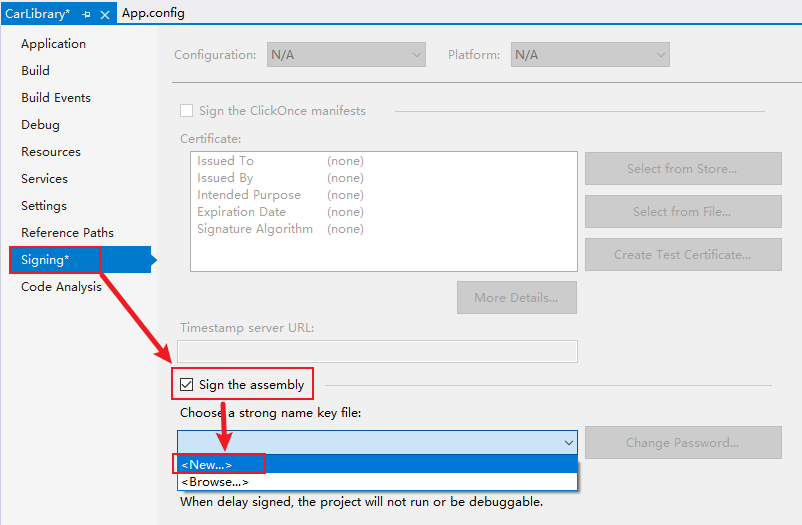 CarLibrary* App.config
Application
Build
Build Events
Debug
Resources
Services
Settings
Reference Paths
Signing*
Code Analysis
Configuration: N/A Platform: N/A
Sign the ClickOnce manifests
Certificate:
Issued To (none)
Issued By (none)
Intended Purpose (none)
Expiration Date (none)
Signature Algorithm (none)
Select from Store...
Select from File...
Create Test Certificate...
More Details...
Timestamp server URL:
Sign the assembly
Choose a strong name key file:
Change Password...
<New...>
<Browse...>
When delay signed, the project will not run or be debuggable.